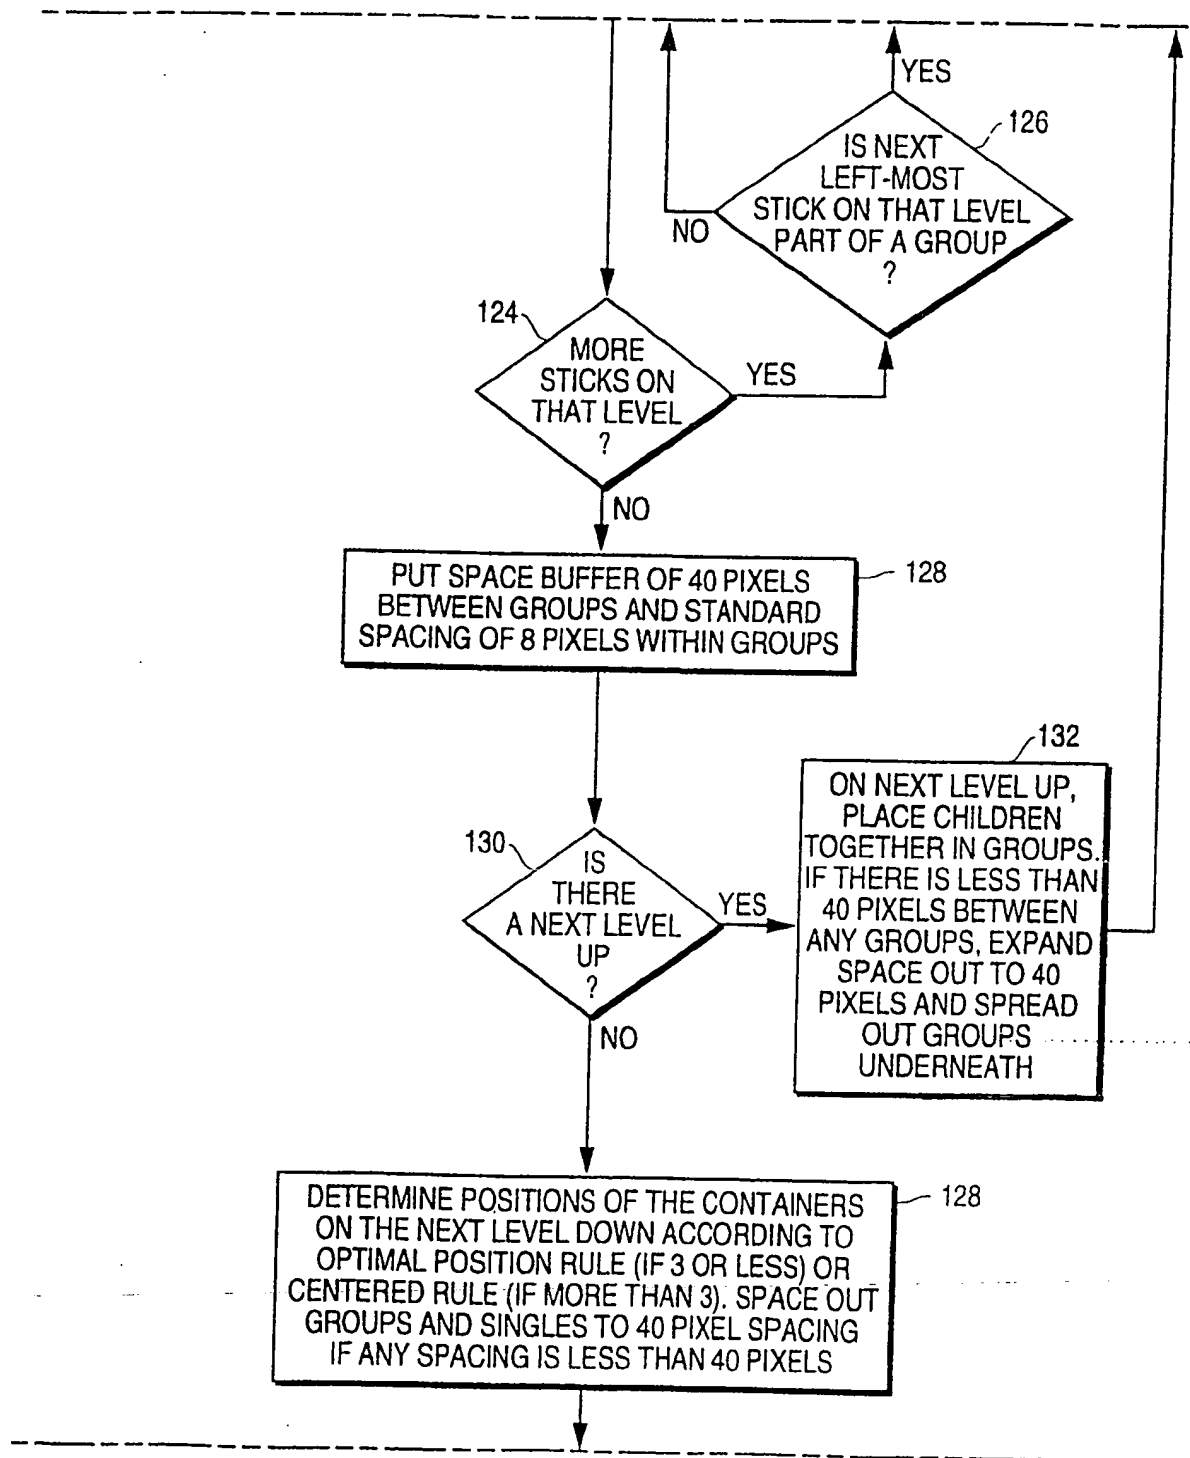 YES
126
IS NEXT
LEFT-MOST
STICK ON THAT LEVEL
PART OF A GROUP
?
NO
124
MORE
STICKS ON
THAT LEVEL
?
YES
NO
PUT SPACE BUFFER OF 40 PIXELS
BETWEEN GROUPS AND STANDARD
SPACING OF 8 PIXELS WITHIN GROUPS
128
130
IS
THERE
A NEXT LEVEL
UP
?
YES
NO
132
ON NEXT LEVEL UP,
PLACE CHILDREN
TOGETHER IN GROUPS.
IF THERE IS LESS THAN
40 PIXELS BETWEEN
ANY GROUPS, EXPAND
SPACE OUT TO 40
PIXELS AND SPREAD
OUT GROUPS
UNDERNEATH
DETERMINE POSITIONS OF THE CONTAINERS
ON THE NEXT LEVEL DOWN ACCORDING TO
OPTIMAL POSITION RULE (IF 3 OR LESS) OR
CENTERED RULE (IF MORE THAN 3). SPACE OUT
GROUPS AND SINGLES TO 40 PIXEL SPACING
IF ANY SPACING IS LESS THAN 40 PIXELS
128